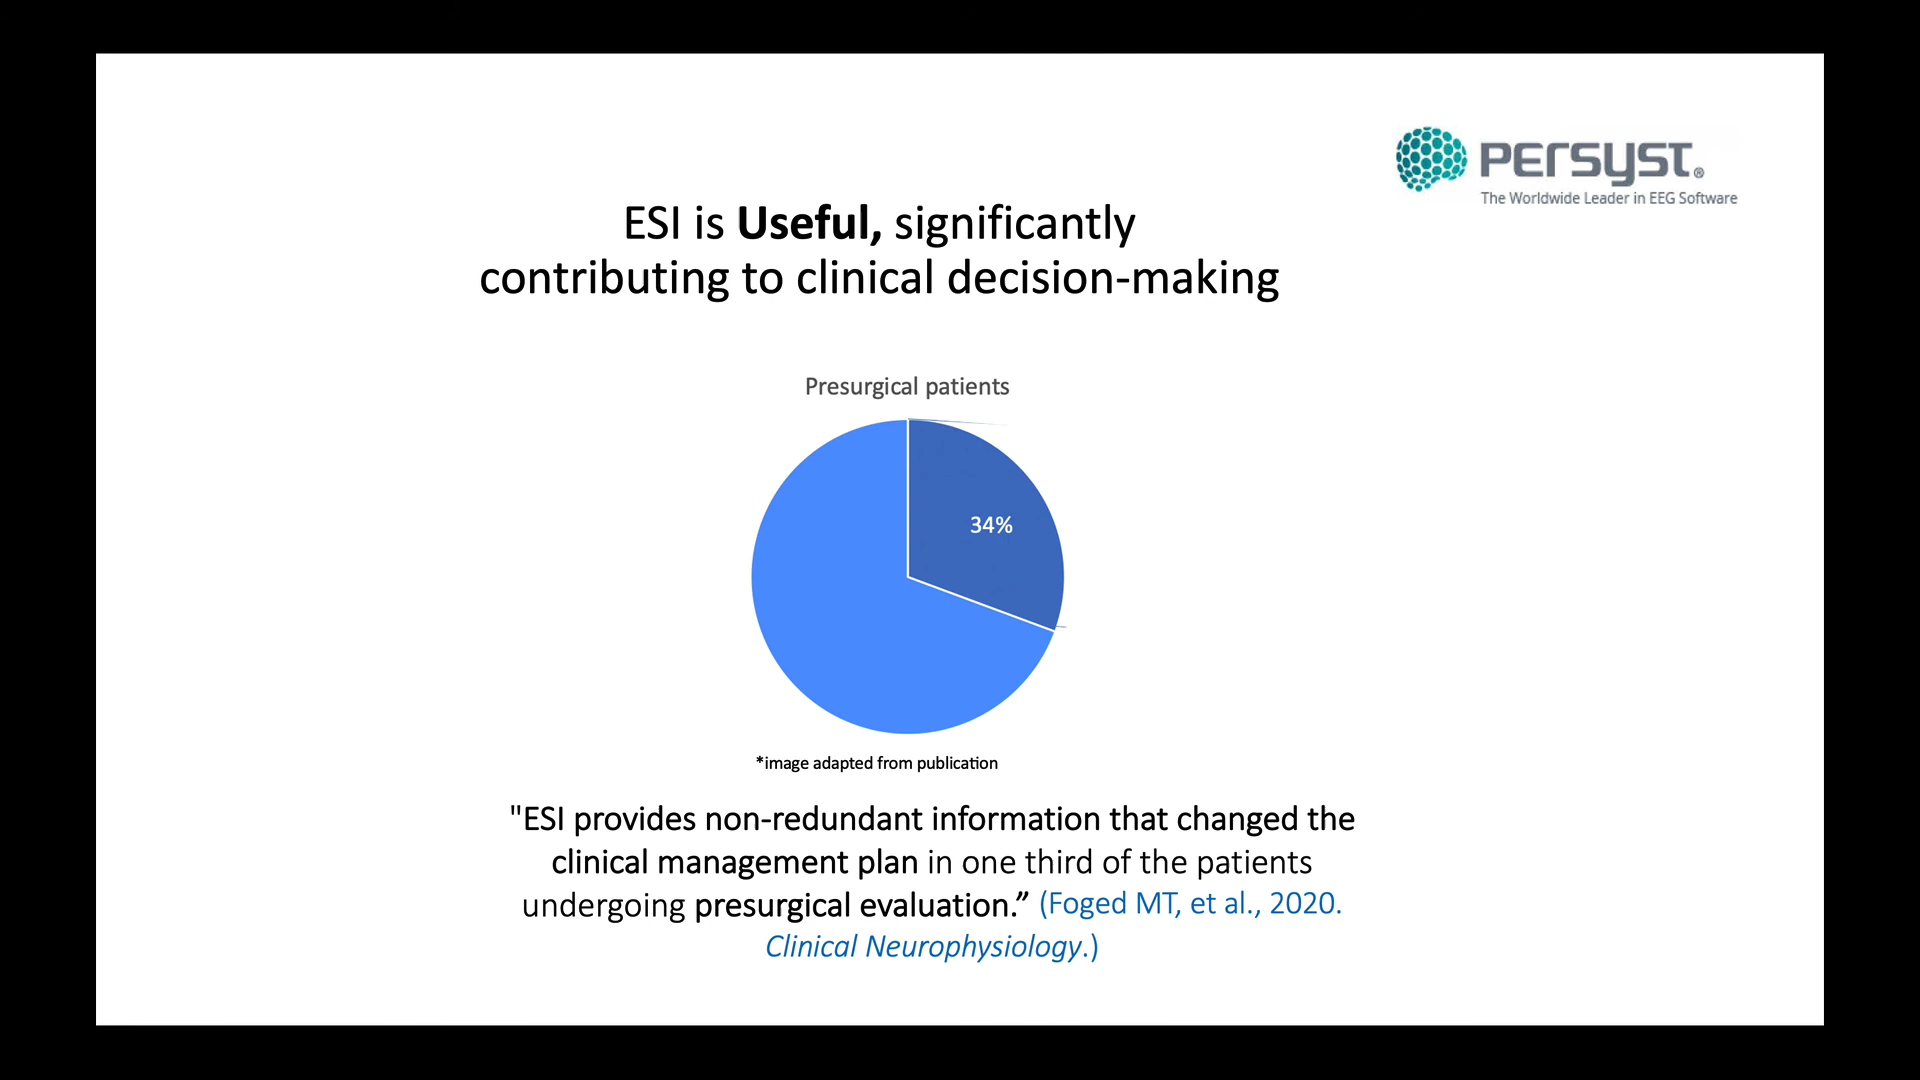 PERSYST®
The Worldwide Leader in EEG Software
ESI is Useful, significantly
contributing to clinical decision-making
Presurgical patients
34%
*image adapted from publication
"ESI provides non-redundant information that changed the
clinical management plan in one third of the patients
undergoing presurgical evaluation.” (Foged MT, et al., 2020.
Clinical Neurophysiology.)